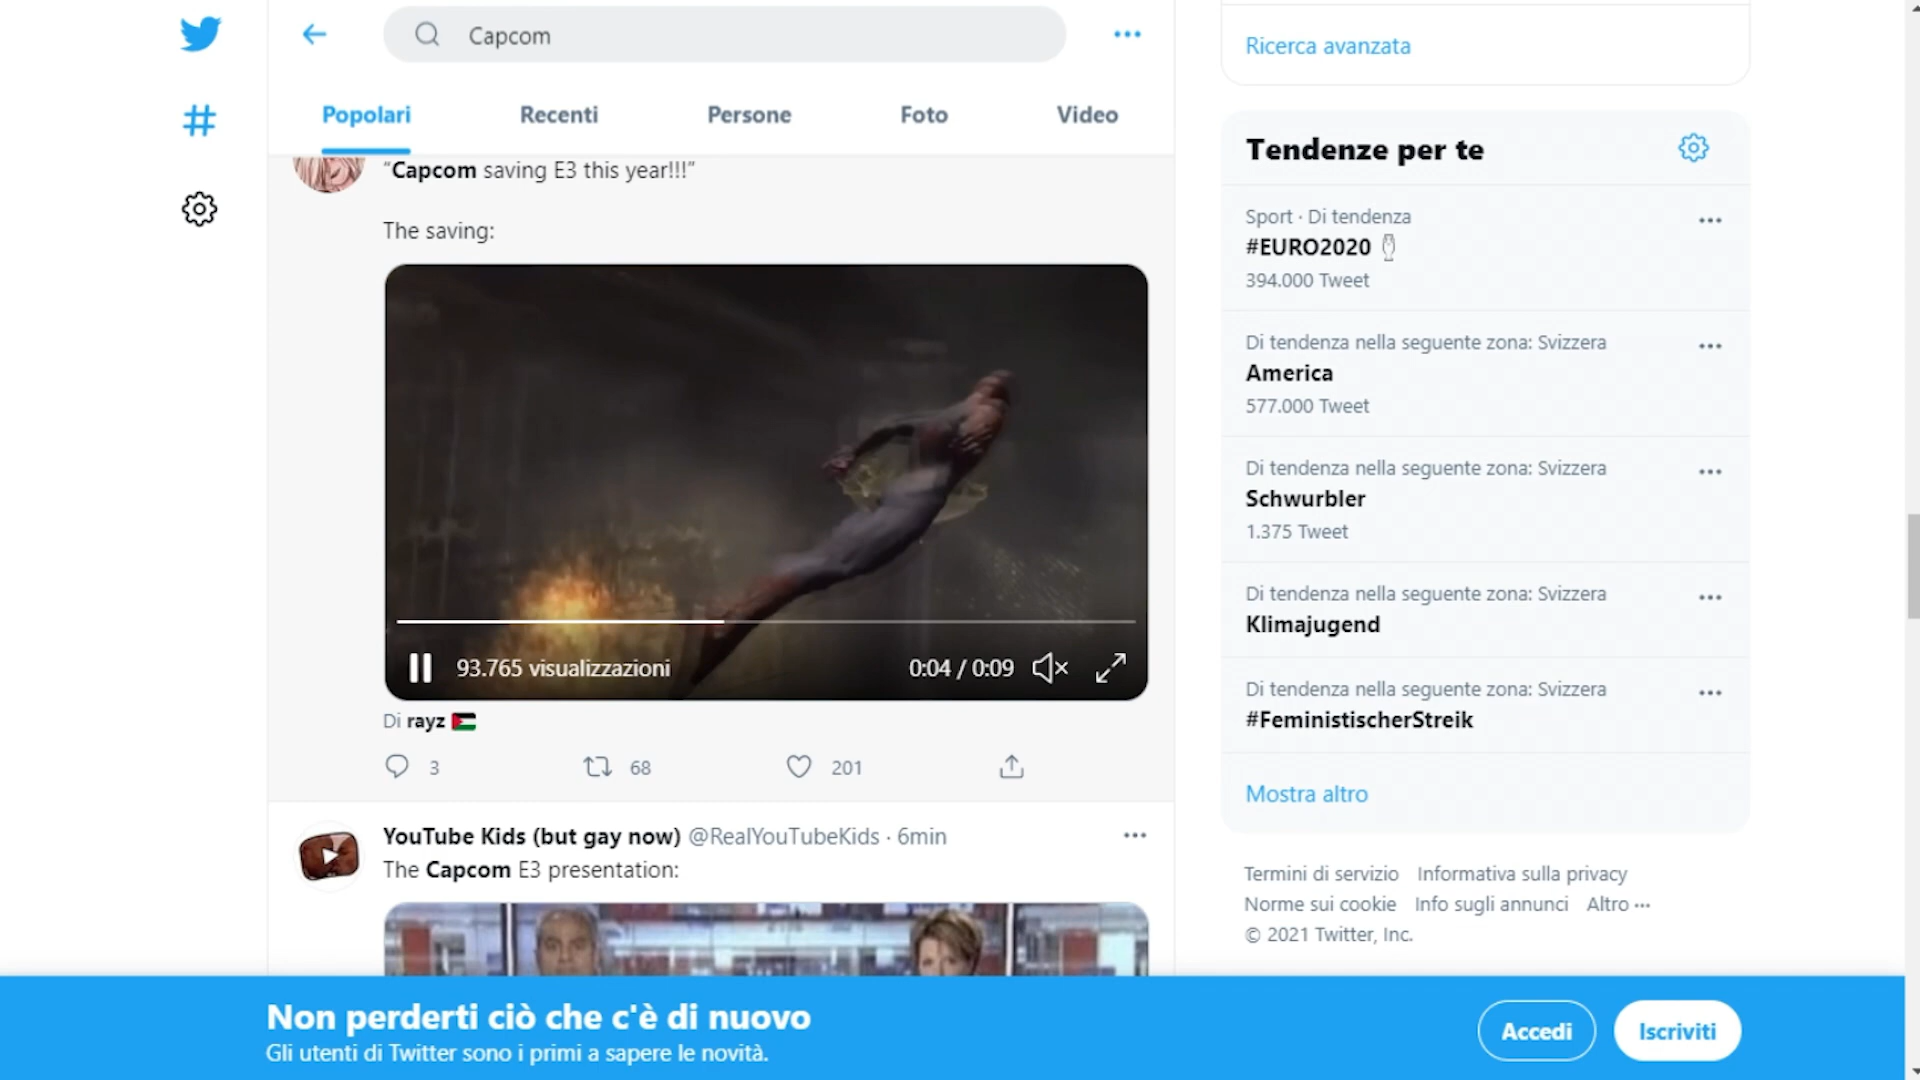 Capcom
Popolari
Recenti
Persone
Foto
Video
“Capcom saving E3 this year!!!”
The saving:
93.765 visualizzazioni
0:04 / 0:09
Di rayz
3
68
201
YouTube Kids (but gay now) @RealYouTubeKids · 6min
The Capcom E3 presentation:
Ricerca avanzata
Tendenze per te
Sport · Di tendenza
#EURO2020
394.000 Tweet
Di tendenza nella seguente zona: Svizzera
America
577.000 Tweet
Di tendenza nella seguente zona: Svizzera
Schwurbler
1.375 Tweet
Di tendenza nella seguente zona: Svizzera
Klimajugend
Di tendenza nella seguente zona: Svizzera
#FeministischerStreik
Mostra altro
Termini di servizio Informativa sulla privacy
Norme sui cookie Info sugli annunci Altro ···
© 2021 Twitter, Inc.
Non perderti ciò che c'è di nuovo
Gli utenti di Twitter sono i primi a sapere le novità.
Accedi
Iscriviti